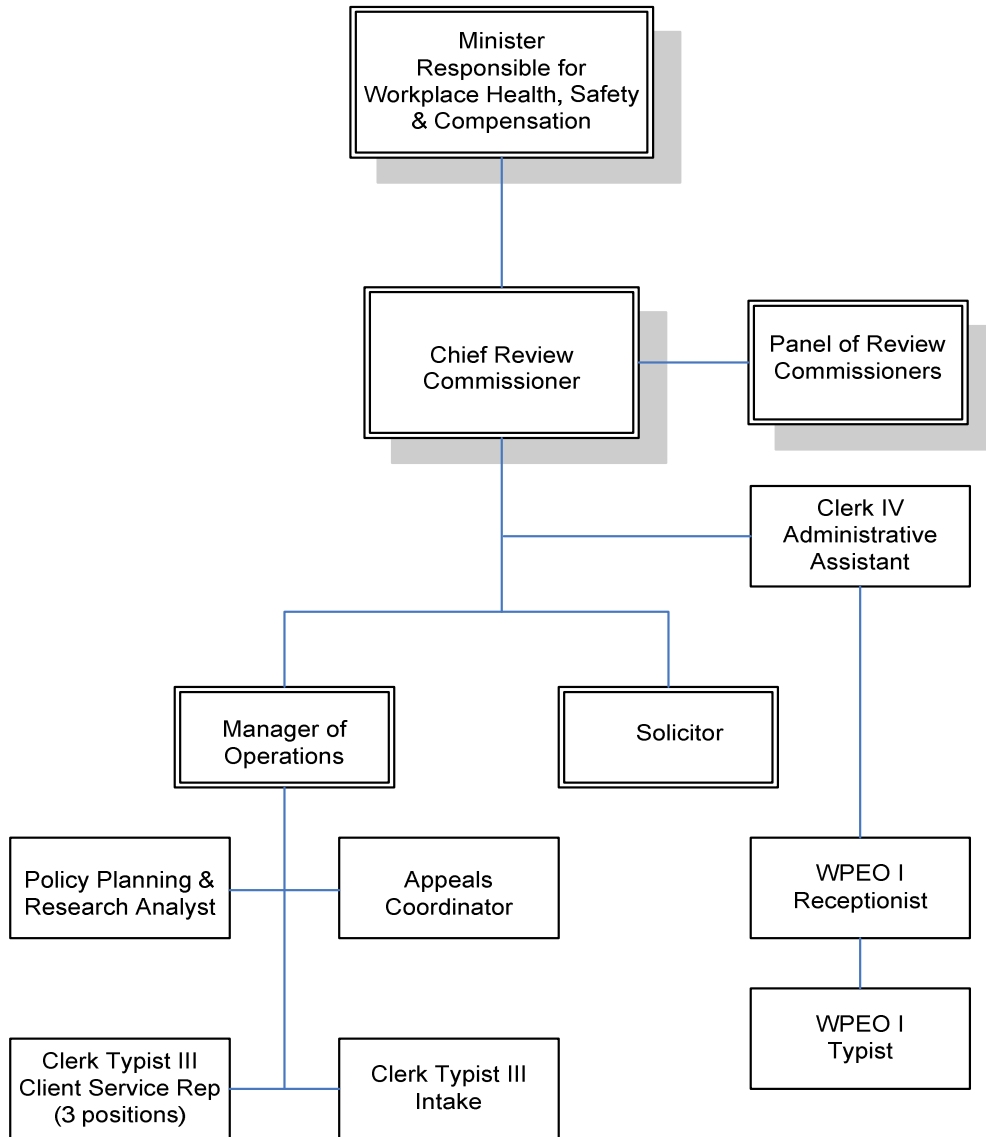 Minister
Responsible for
Workplace Health, Safety
& Compensation
Chief Review
Commissioner
Panel of Review
Commissioners
Clerk IV
Administrative
Assistant
Manager of
Operations
Solicitor
Policy Planning &
Research Analyst
Appeals
Coordinator
WPEO I
Receptionist
WPEO I
Typist
Clerk Typist III
Client Service Rep
(3 positions)
Clerk Typist III
Intake